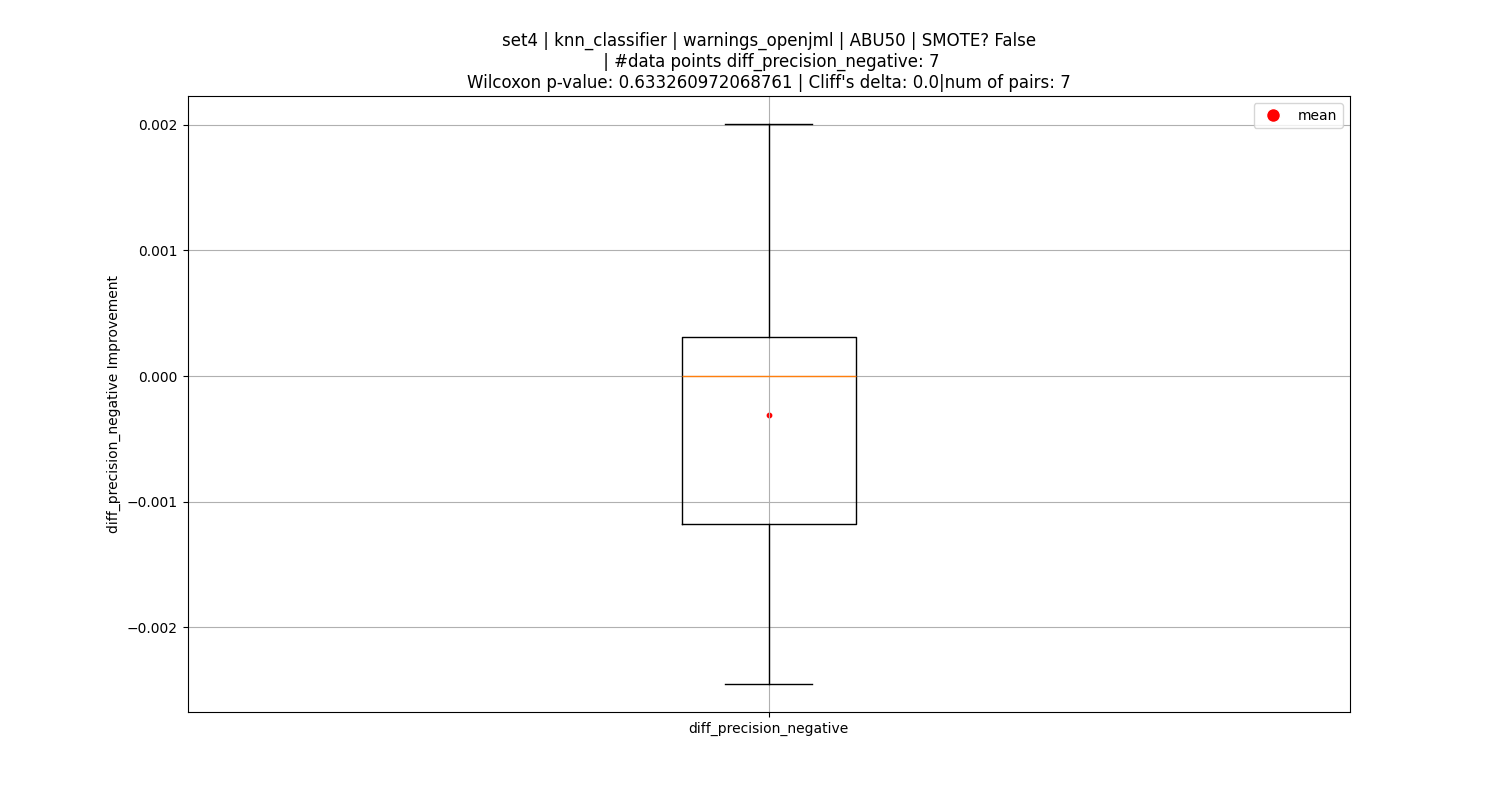 set4 | knn_classifier | warnings_openjml | ABU50 | SMOTE? False
| #data points diff_precision_negative: 7
Wilcoxon p-value: 0.633260972068761 | Cliff's delta: 0.0|num of pairs: 7
mean
0.002
0.001
0.000
−0.001
−0.002
diff_precision_negative Improvement
diff_precision_negative